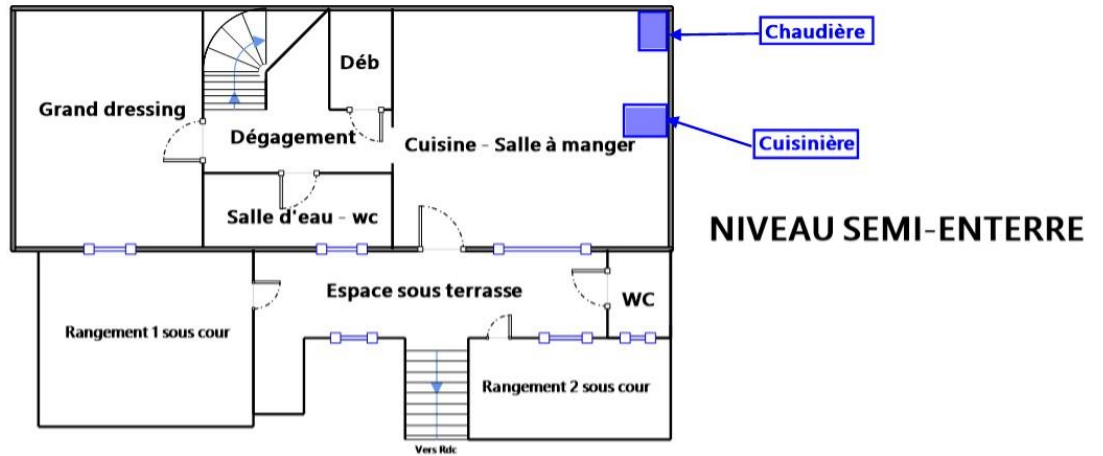 Chaudière
Déb
Grand dressing
Dégagement
Cuisine - Salle à manger
Cuisinière
Salle d'eau - wc
NIVEAU SEMI-ENTERRE
Espace sous terrasse
WC
Rangement 1 sous cour
Rangement 2 sous cour
Vers Rdc